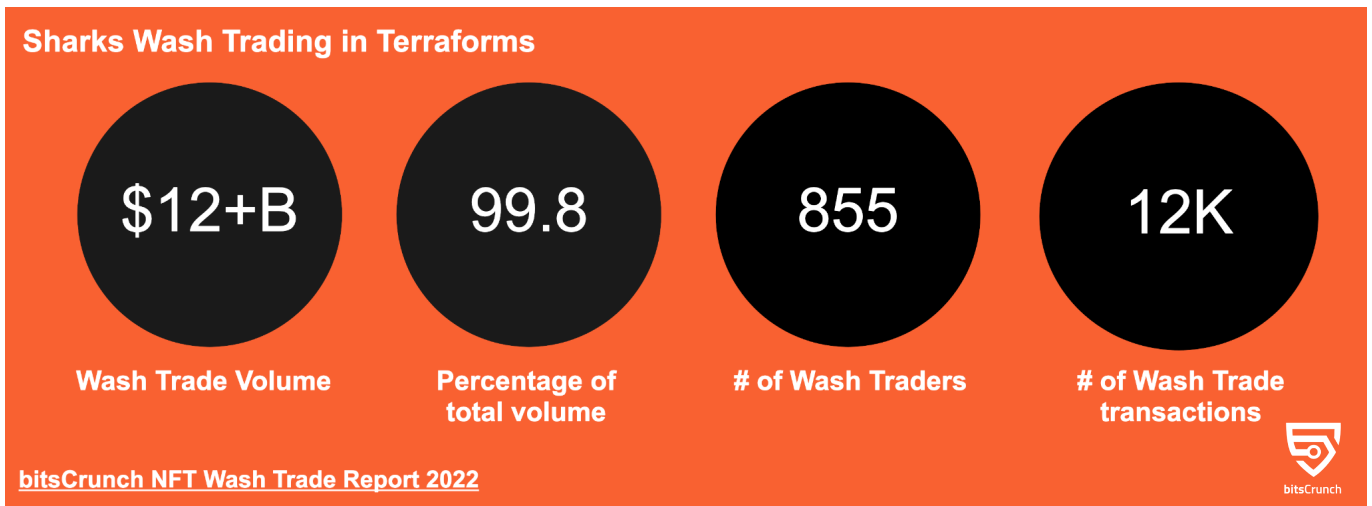 Sharks Wash Trading in Terraforms
$12+B
99.8
855
12K
Wash Trade Volume
Percentage of
total volume
# of Wash Traders
# of Wash Trade
transactions
bitsCrunch NFT Wash Trade Report 2022
bitsCrunch